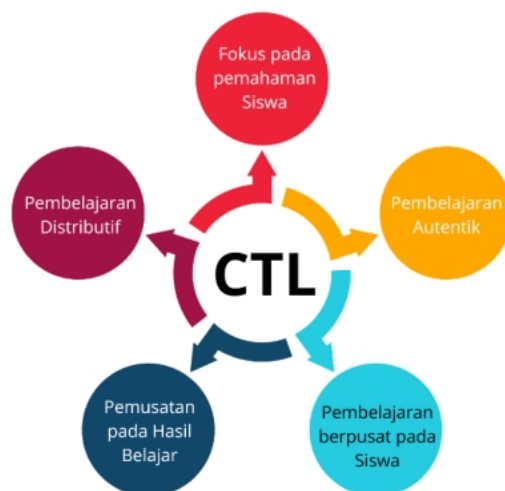 Fokus pada
pemahaman
Siswa
Pembelajaran
Distributif
Pembelajaran
Autentik
CTL
Pemusatan
pada Hasil
Belajar
Pembelajaran
berpusat pada
Siswa